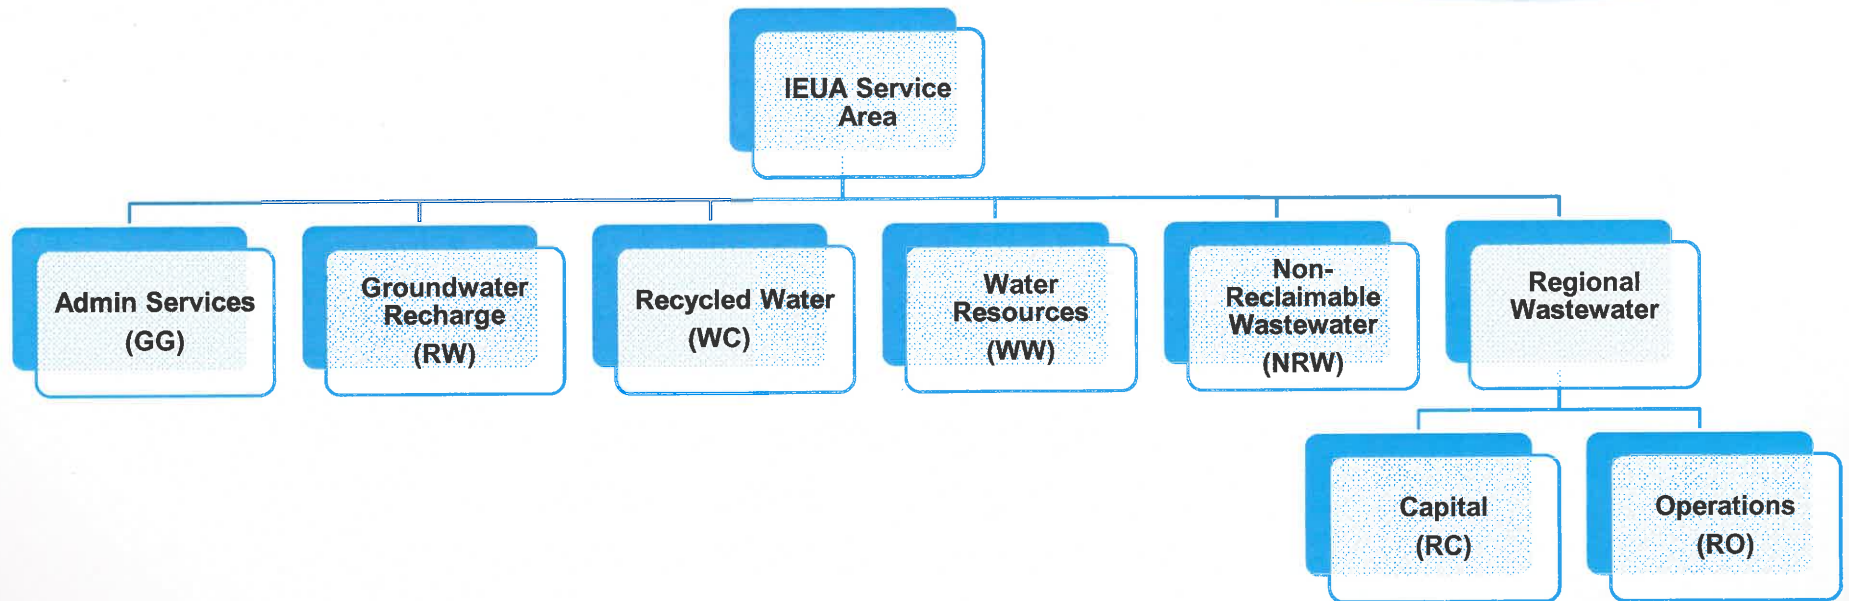 IEUA Service
Area
Admin Services
(GG)
Groundwater
Recharge
(RW)
Recycled Water
(WC)
Water
Resources
(WW)
Non-
Reclaimable
Wastewater
(NRW)
Regional
Wastewater
Capital
(RC)
Operations
(RO)